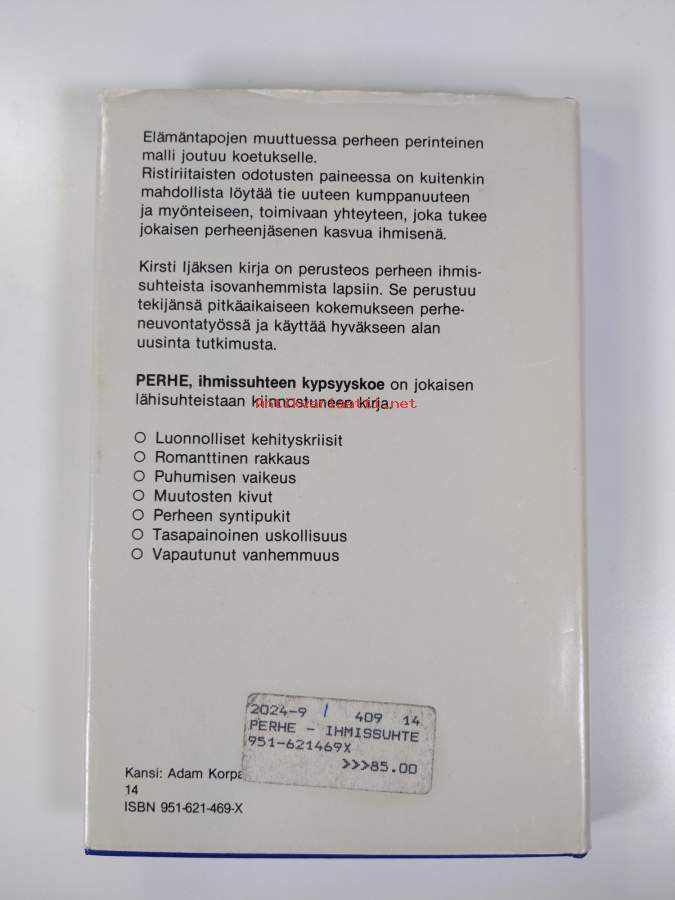 Elämäntapojen muuttuessa perheen perinteinen
malli joutuu koetukselle.
Ristiriitaisten odotusten paineessa on kuitenkin
mahdollista löytää tie uuteen kumppanuuteen
ja myönteiseen, toimivaan yhteyteen, joka tukee
jokaisen perheenjäsenen kasvua ihmisenä.
Kirsti Ijäksen kirja on perusteos perheen ihmis-
suhteista isovanhemmista lapsiin. Se perustuu
tekijänsä pitkäaikaiseen kokemukseen perhe-
neuvontatyössä ja käyttää hyväkseen alan
uusinta tutkimusta.
PERHE, ihmissuhteen kypsyyskoe on jokaisen
lähisuhteistaan kiinnostuneen kirja.
antikvariaatti.net
O Luonnolliset kehityskriisit
O Romanttinen rakkaus
O Puhumisen vaikeus
O Muutosten kivut
O Perheen syntipukit
O Tasapainoinen uskollisuus
O Vapautunut vanhemmuus
2024-9 / 409 14
PERHE - IHMISSUHTE
951-621469X
>>>85.00
Kansi: Adam Korpa
14
ISBN 951-621-469-X